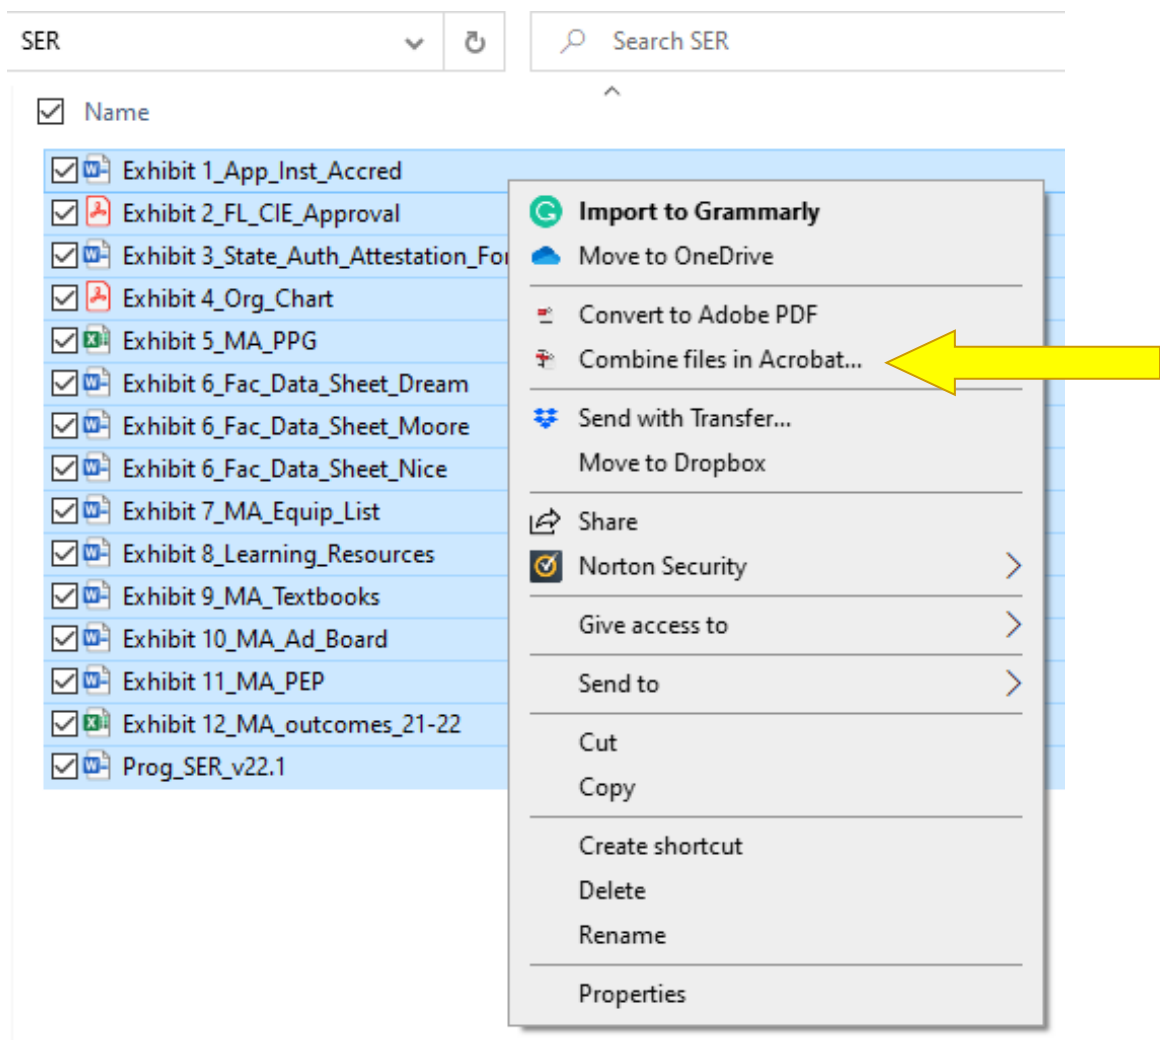 SER
Search SER
Name
Exhibit 1_App_Inst_Accred
Exhibit 2_FL_CIE_Approval
Exhibit 3_State_Auth_Attestation_For
Exhibit 4_Org_Chart
Exhibit 5_MA_PPG
Exhibit 6_Fac_Data_Sheet_Dream
Exhibit 6_Fac_Data_Sheet_Moore
Exhibit 6_Fac_Data_Sheet_Nice
Exhibit 7_MA_Equip_List
Exhibit 8_Learning_Resources
Exhibit 9_MA_Textbooks
Exhibit 10_MA_Ad_Board
Exhibit 11_MA_PEP
Exhibit 12_MA_outcomes_21-22
Prog_SER_v22.1
Import to Grammarly
Move to OneDrive
Convert to Adobe PDF
Combine files in Acrobat...
Send with Transfer...
Move to Dropbox
Share
Norton Security
Give access to
Send to
Cut
Copy
Create shortcut
Delete
Rename
Properties